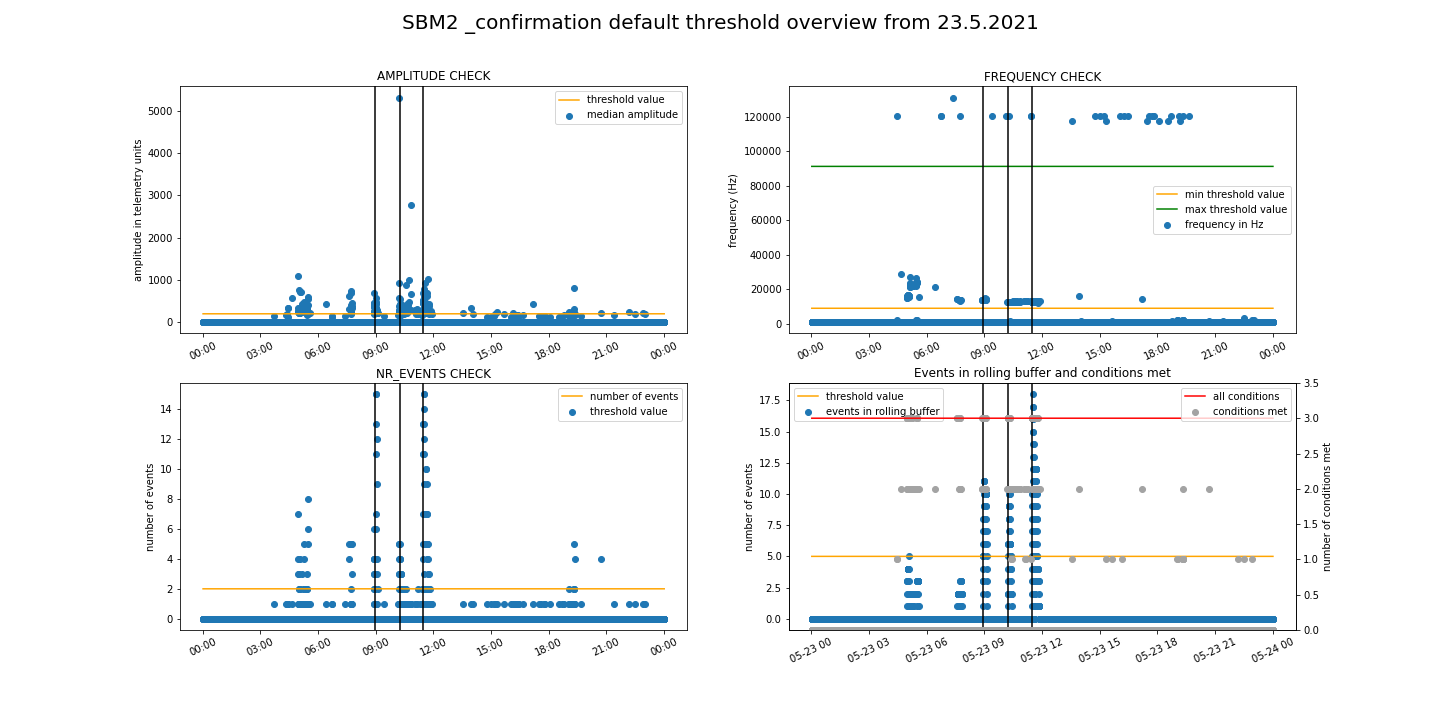 SBM2 _confirmation default threshold overview from 23.5.2021
AMPLITUDE CHECK
threshold value
median amplitude
amplitude in telemetry units
5000
4000
3000
2000
1000
0
00:00 03:00 06:00 09:00 12:00 15:00 18:00 21:00 00:00
FREQUENCY CHECK
min threshold value
max threshold value
frequency in Hz
frequency (Hz)
120000
100000
80000
60000
40000
20000
0
00:00 03:00 06:00 09:00 12:00 15:00 18:00 21:00 00:00
NR_EVENTS CHECK
number of events
threshold value
number of events
14
12
10
8
6
4
2
0
00:00 03:00 06:00 09:00 12:00 15:00 18:00 21:00 00:00
Events in rolling buffer and conditions met
threshold value
events in rolling buffer
all conditions
conditions met
number of events
17.5
15.0
12.5
10.0
7.5
5.0
2.5
0.0
3.5
3.0
2.5
2.0
1.5
1.0
0.5
0.0
number of conditions met
05-23 00 05-23 03 05-23 06 05-23 09 05-23 12 05-23 15 05-23 18 05-23 21 05-24 00